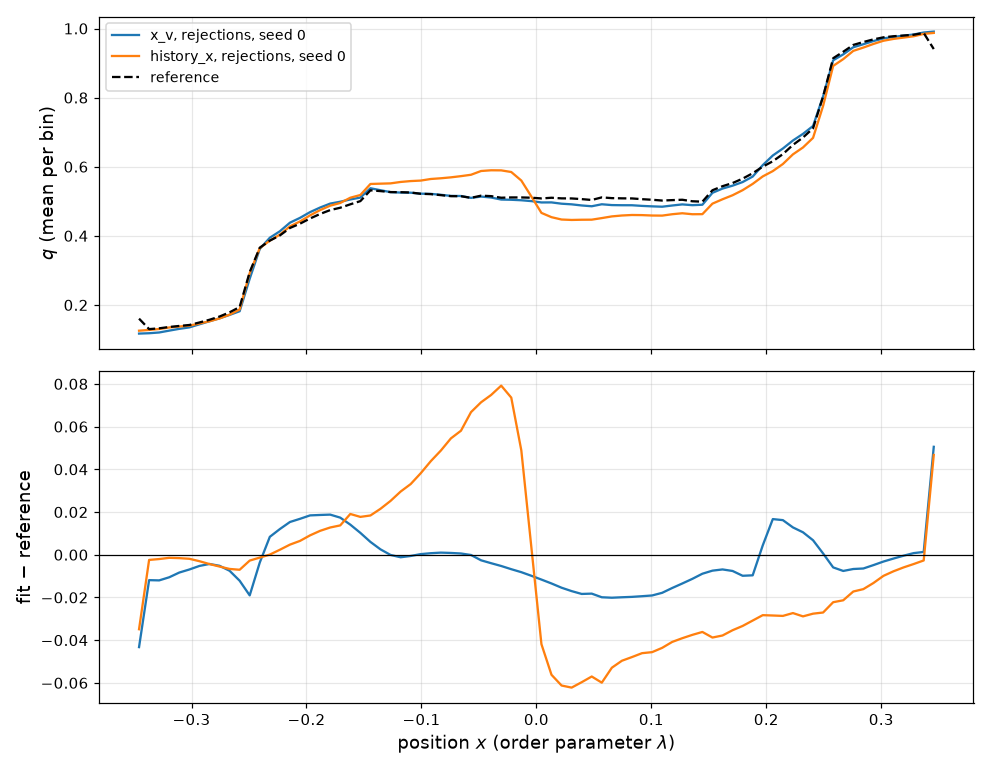 1.0
0.8
0.6
0.4
0.2
q (mean per bin)
x_v, rejections, seed 0
history_x, rejections, seed 0
reference
0.08
0.06
0.04
0.02
0.00
−0.02
−0.04
−0.06
fit − reference
−0.3 −0.2 −0.1 0.0 0.1 0.2 0.3
position x (order parameter λ)